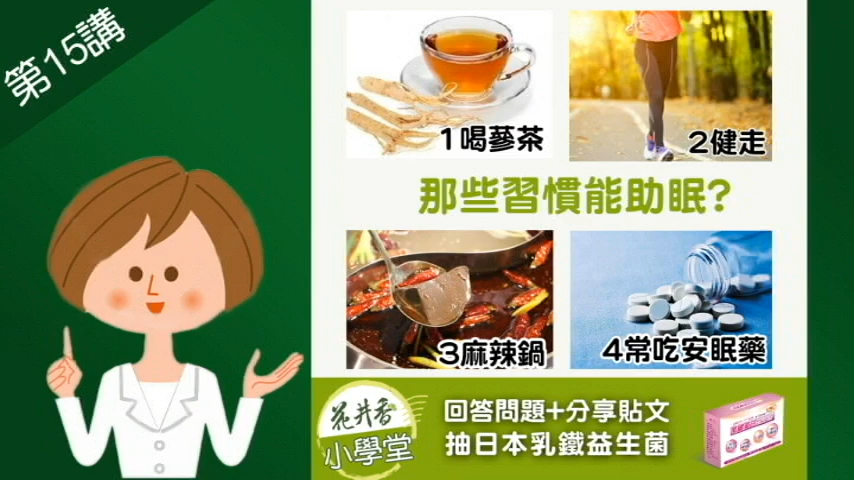 第15講
1喝蔘茶
2健走
那些習慣能助眠?
3麻辣鍋
4常吃安眠藥
花井香
小學堂
回答問題+分享貼文
抽日本乳鐵益生菌